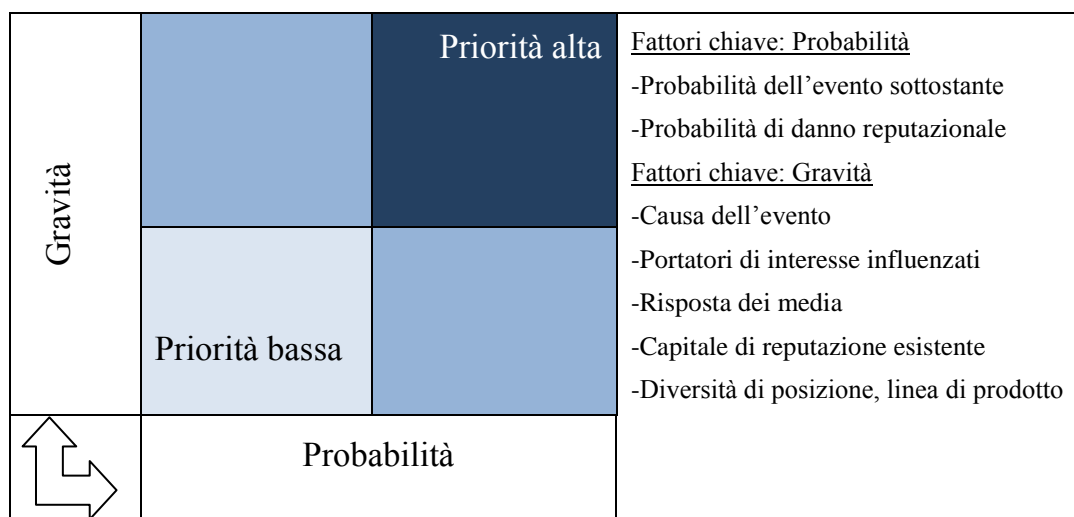 Priorità alta
Gravità
Priorità bassa
Probabilità
Fattori chiave: Probabilità
-Probabilità dell’evento sottostante
-Probabilità di danno reputazionale
Fattori chiave: Gravità
-Causa dell’evento
-Portatori di interesse influenzati
-Risposta dei media
-Capitale di reputazione esistente
-Diversità di posizione, linea di prodotto